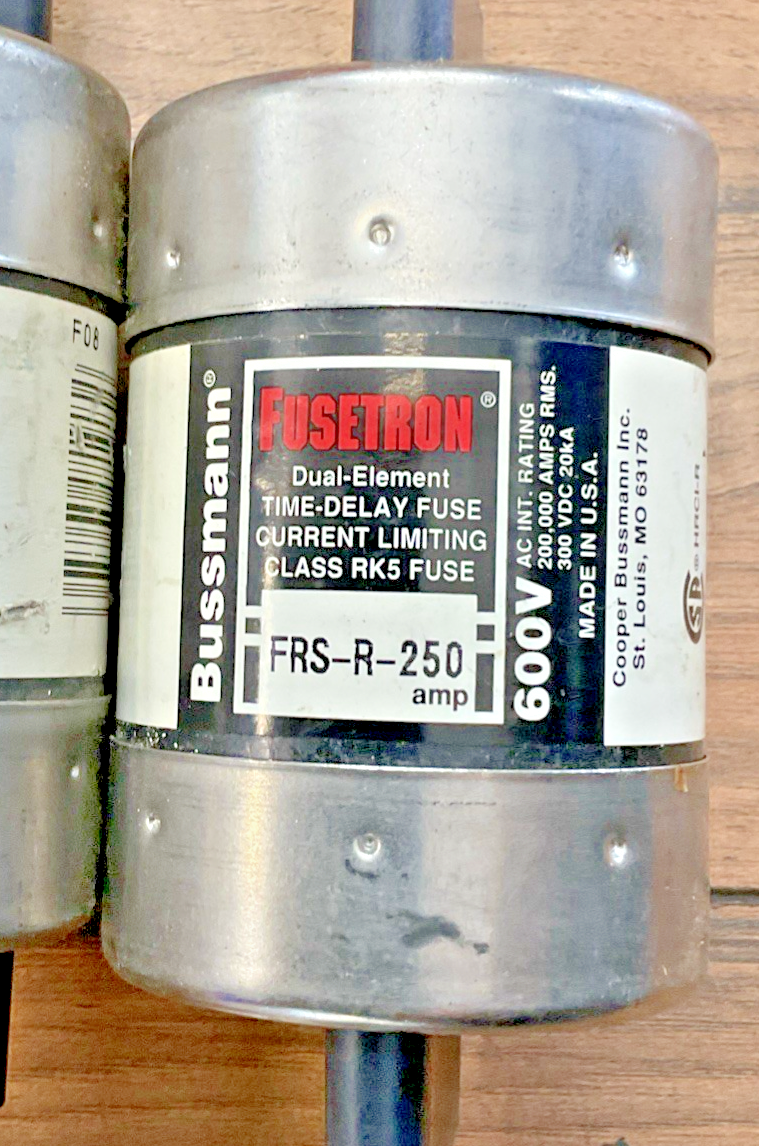 F08
Bussmann®
FUSETRON®
Dual-Element
TIME-DELAY FUSE
CURRENT LIMITING
CLASS RK5 FUSE
FRS-R-250
amp
600V
AC INT. RATING
200,000 AMPS RMS.
300 VDC 20kA
MADE IN U.S.A.
Cooper Bussmann Inc.
St. Louis, MO 63178
® HRCI-R